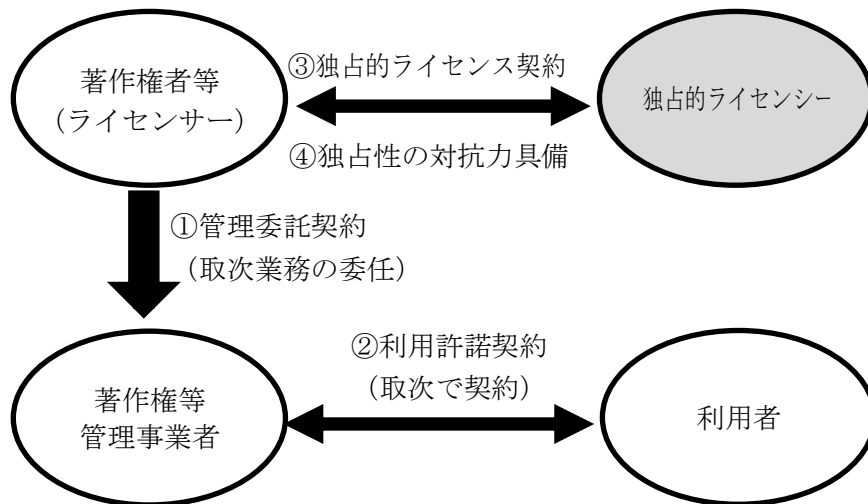 著作権者等
（ライセンサー）
③独占的ライセンス契約
④独占性の対抗力具備
独占的ライセンシー
①管理委託契約
（取次業務の委任）
著作権等
管理事業者
②利用許諾契約
（取次で契約）
利用者